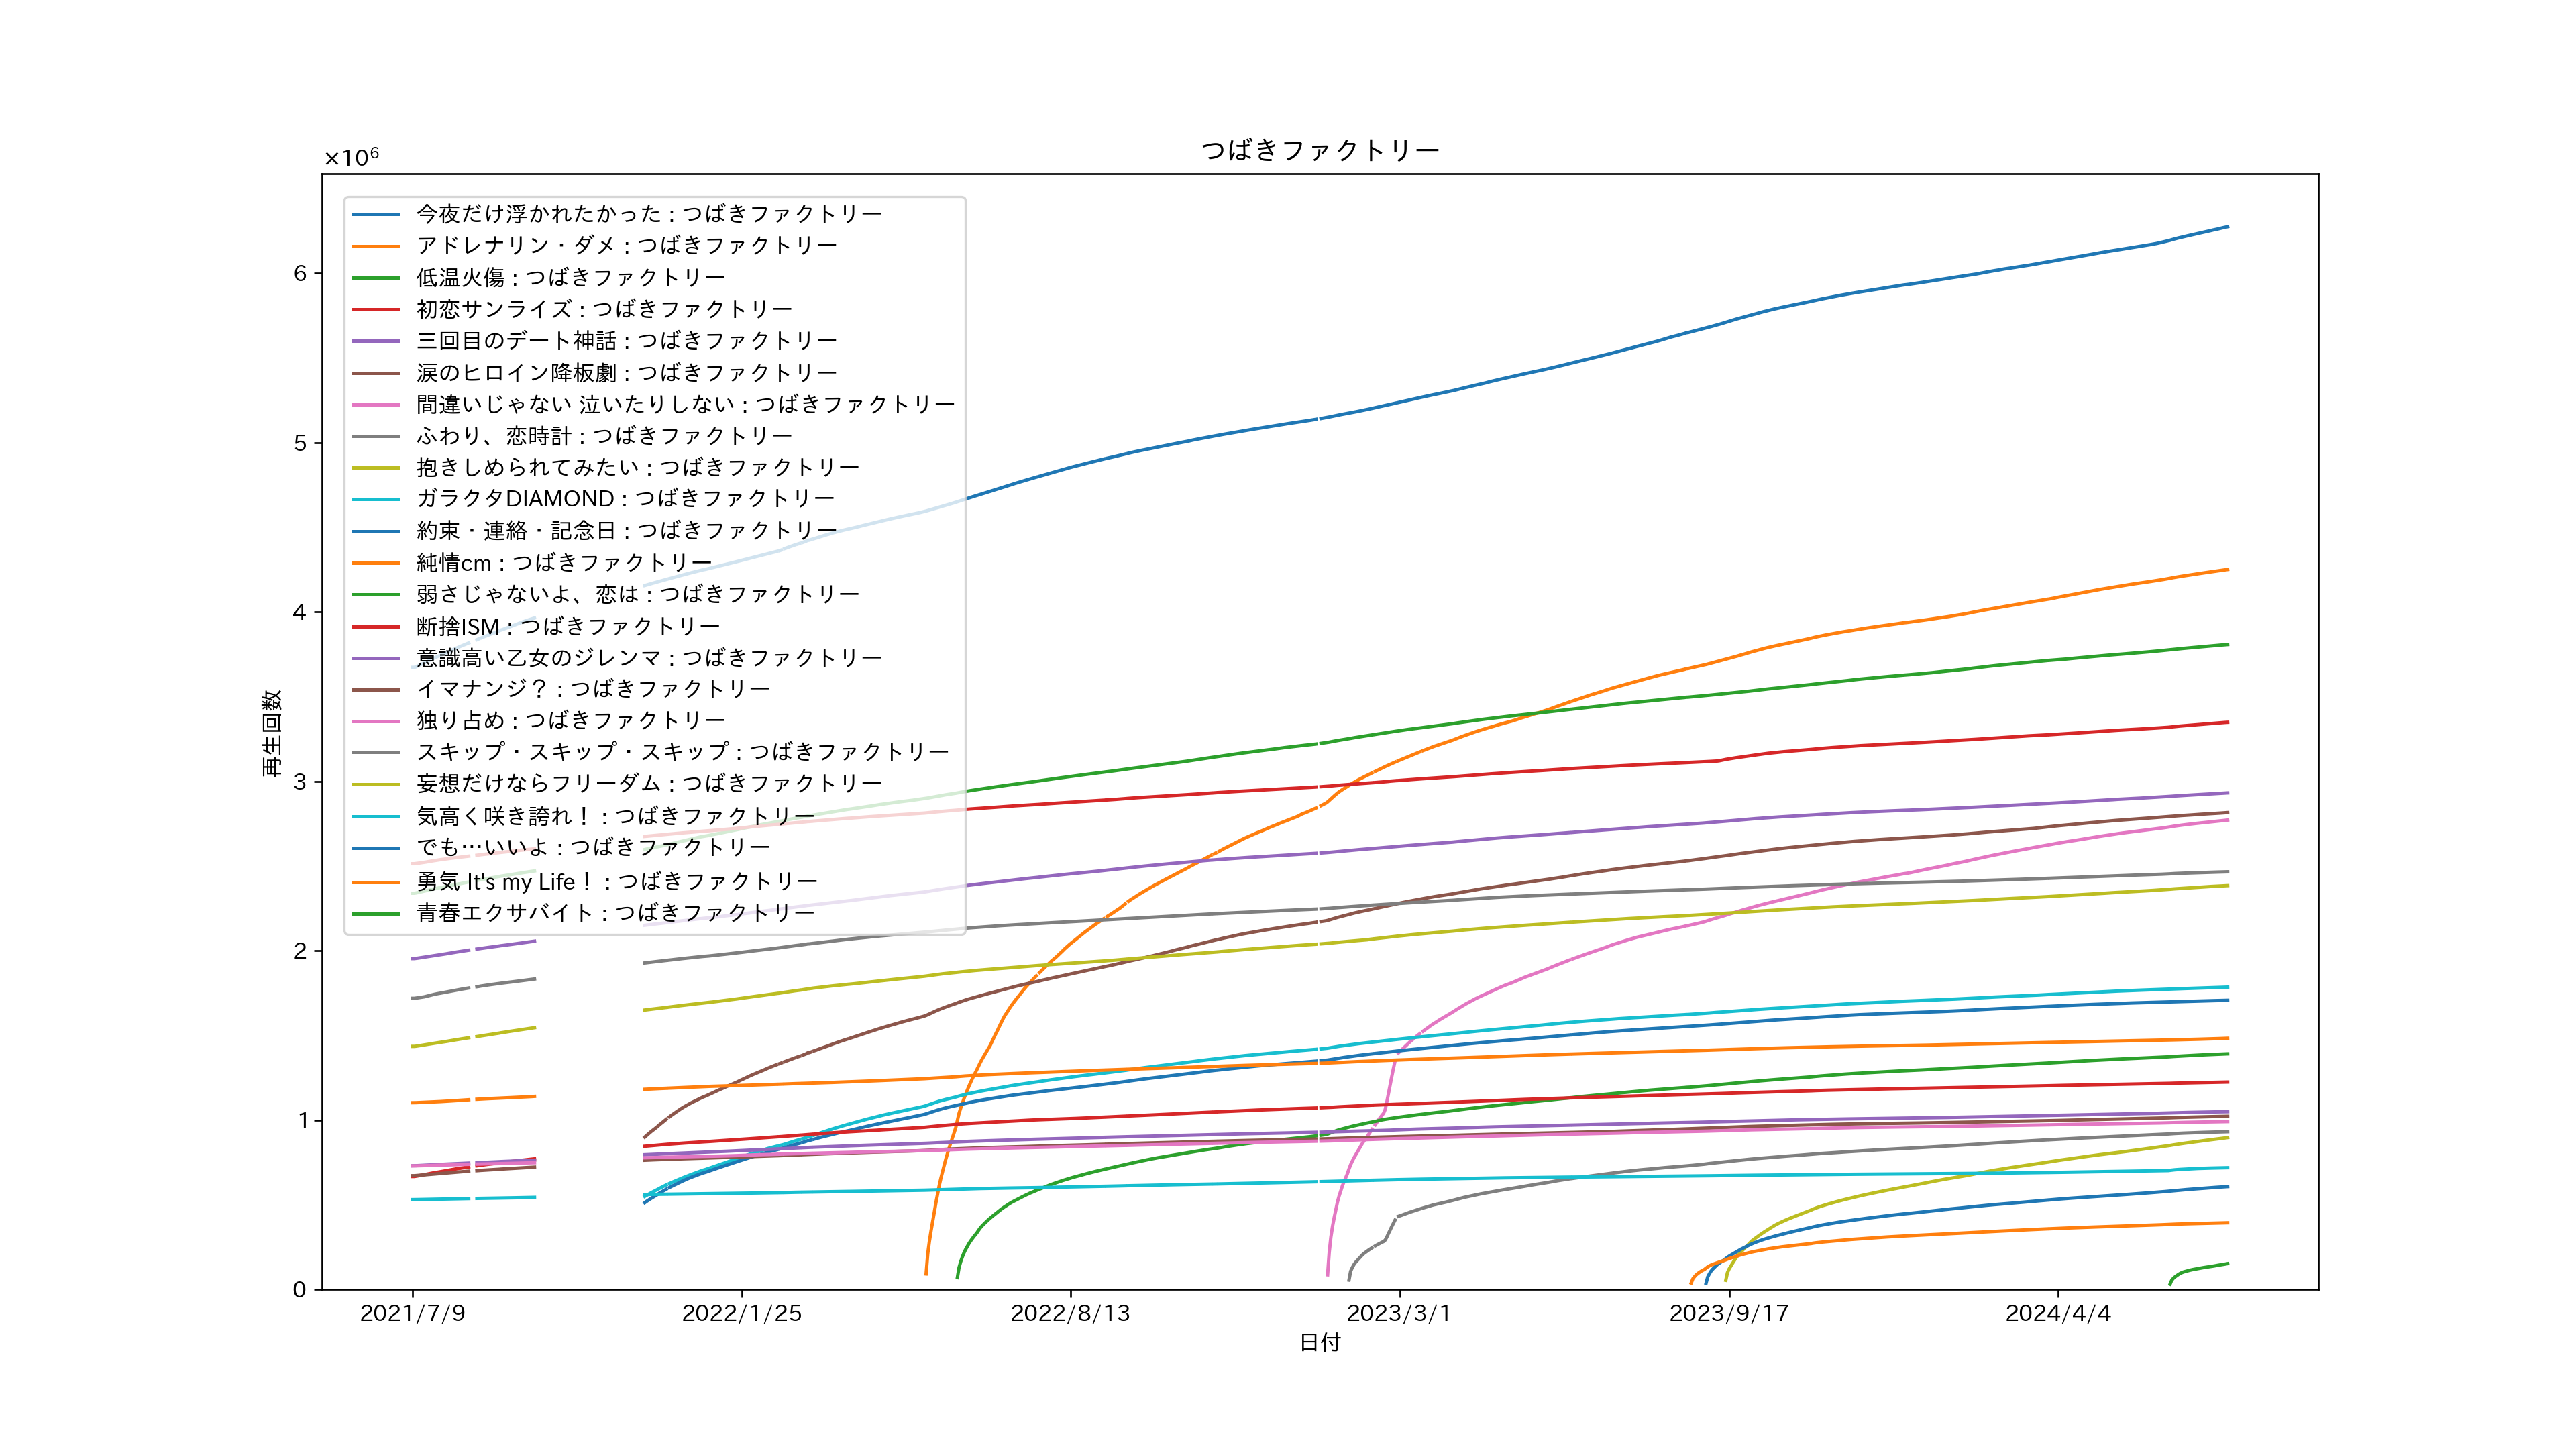 つばきファクトリー
×10⁶
今夜だけ浮かれたかった : つばきファクトリー
アドレナリン・ダメ : つばきファクトリー
低温火傷 : つばきファクトリー
初恋サンライズ : つばきファクトリー
三回目のデート神話 : つばきファクトリー
涙のヒロイン降板劇 : つばきファクトリー
間違いじゃない 泣いたりしない : つばきファクトリー
ふわり、恋時計 : つばきファクトリー
抱きしめられてみたい : つばきファクトリー
ガラクタDIAMOND : つばきファクトリー
約束・連絡・記念日 : つばきファクトリー
純情cm : つばきファクトリー
弱さじゃないよ、恋は : つばきファクトリー
断捨ISM : つばきファクトリー
意識高い乙女のジレンマ : つばきファクトリー
イマナンジ？ : つばきファクトリー
独り占め : つばきファクトリー
スキップ・スキップ・スキップ : つばきファクトリー
妄想だけならフリーダム : つばきファクトリー
気高く咲き誇れ！ : つばきファクトリー
でも…いいよ : つばきファクトリー
勇気 It's my Life！ : つばきファクトリー
青春エクサバイト : つばきファクトリー
6
5
4
3
2
1
0
再生回数
2021/7/9
2022/1/25
2022/8/13
2023/3/1
2023/9/17
2024/4/4
日付